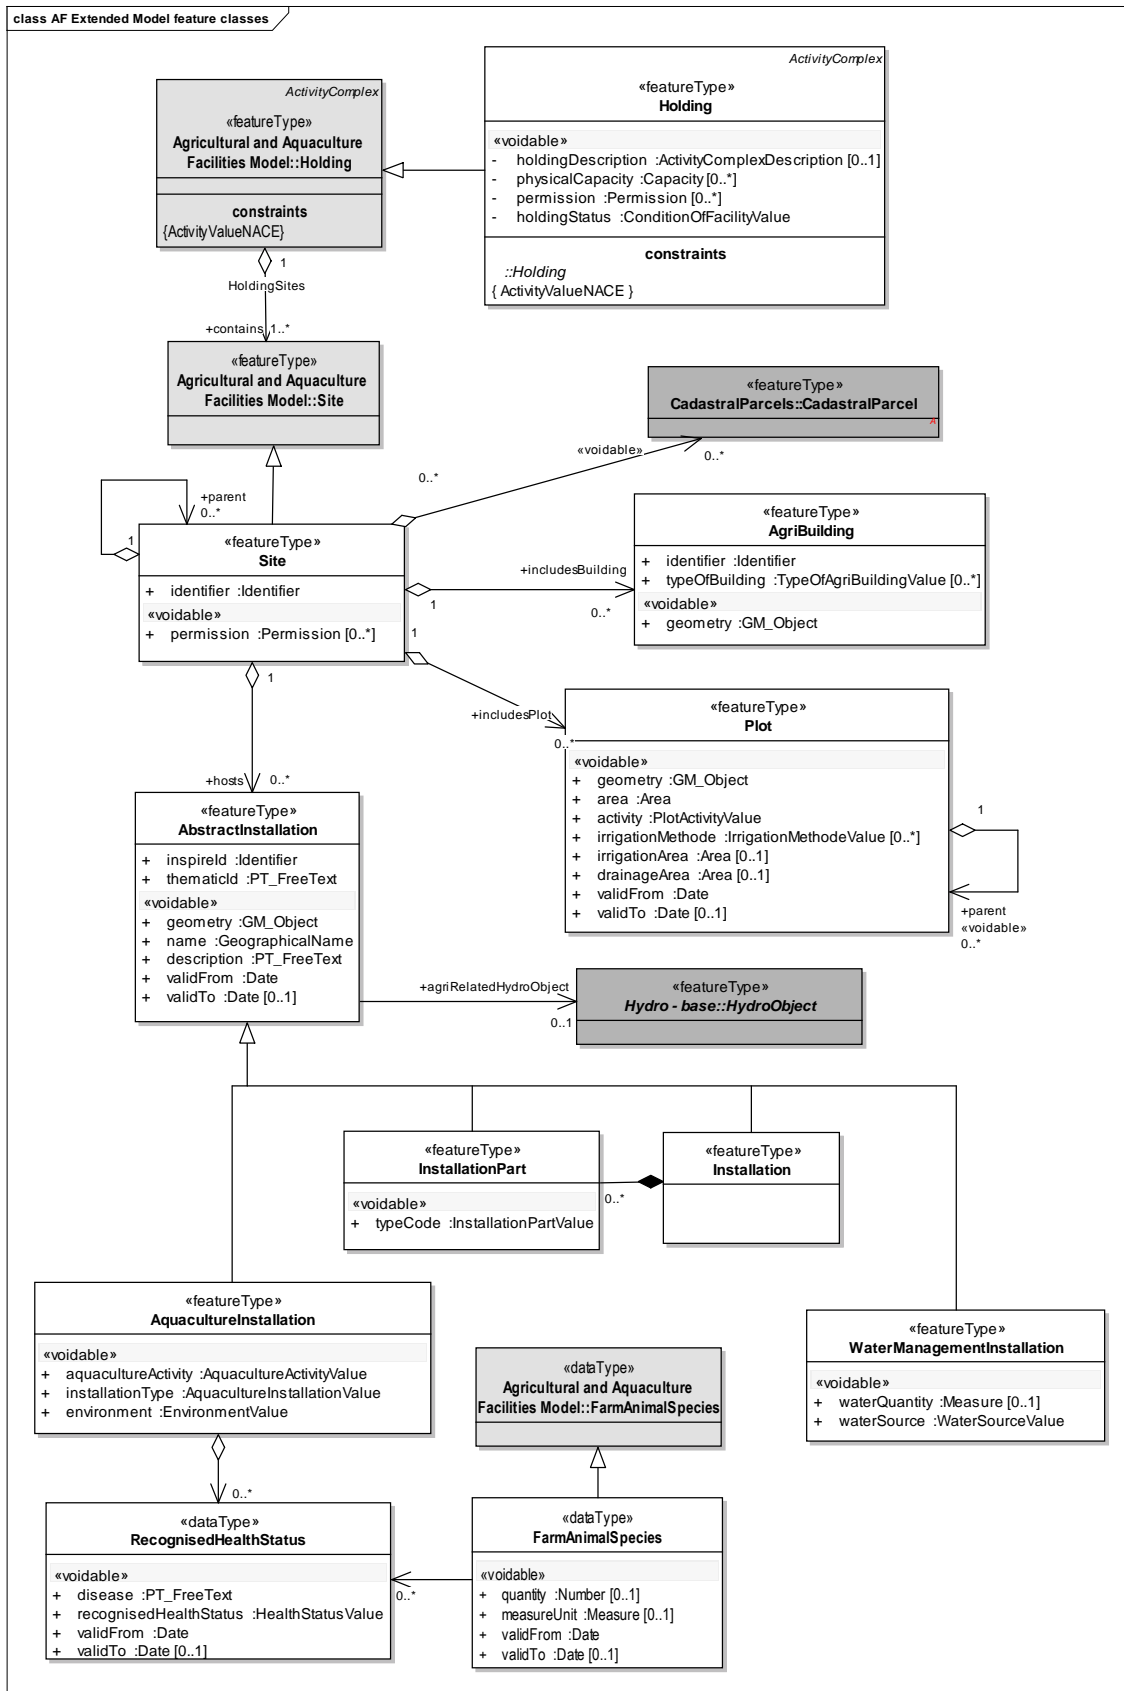 class AF Extended Model feature classes
ActivityComplex
«featureType»
Agricultural and Aquaculture
Facilities Model::Holding
constraints
{ActivityValueNACE}
ActivityComplex
«featureType»
Holding
«voidable»
- holdingDescription :ActivityComplexDescription [0..1]
- physicalCapacity :Capacity [0..*]
- permission :Permission [0..*]
- holdingStatus :ConditionOfFacilityValue
constraints
::Holding
{ ActivityValueNACE }
1
HoldingSites
+contains 1..*
«featureType»
Agricultural and Aquaculture
Facilities Model::Site
«featureType»
CadastralParcels::CadastralParcel
A
«voidable»
0..*
0..*
+parent
0..*
1
«featureType»
Site
+ identifier :Identifier
«voidable»
+ permission :Permission [0..*]
+includesBuilding
1
0..*
«featureType»
AgriBuilding
+ identifier :Identifier
+ typeOfBuilding :TypeOfAgriBuildingValue [0..*]
«voidable»
+ geometry :GM_Object
1
+includesPlot
0..*
«featureType»
Plot
«voidable»
+ geometry :GM_Object
+ area :Area
+ activity :PlotActivityValue
+ irrigationMethode :IrrigationMethodeValue [0..*]
+ irrigationArea :Area [0..1]
+ drainageArea :Area [0..1]
+ validFrom :Date
+ validTo :Date [0..1]
1
+parent
«voidable»
0..*
1
+hosts 0..*
«featureType»
AbstractInstallation
+ inspireId :Identifier
+ thematicId :PT_FreeText
«voidable»
+ geometry :GM_Object
+ name :GeographicalName
+ description :PT_FreeText
+ validFrom :Date
+ validTo :Date [0..1]
+agriRelatedHydroObject
0..1
«featureType»
Hydro - base::HydroObject
«featureType»
InstallationPart
«voidable»
+ typeCode :InstallationPartValue
0..*
«featureType»
Installation
«featureType»
AquacultureInstallation
«voidable»
+ aquacultureActivity :AquacultureActivityValue
+ installationType :AquacultureInstallationValue
+ environment :EnvironmentValue
«dataType»
Agricultural and Aquaculture
Facilities Model::FarmAnimalSpecies
«featureType»
WaterManagementInstallation
«voidable»
+ waterQuantity :Measure [0..1]
+ waterSource :WaterSourceValue
0..*
«dataType»
RecognisedHealthStatus
«voidable»
+ disease :PT_FreeText
+ recognisedHealthStatus :HealthStatusValue
+ validFrom :Date
+ validTo :Date [0..1]
0..*
«dataType»
FarmAnimalSpecies
«voidable»
+ quantity :Number [0..1]
+ measureUnit :Measure [0..1]
+ validFrom :Date
+ validTo :Date [0..1]